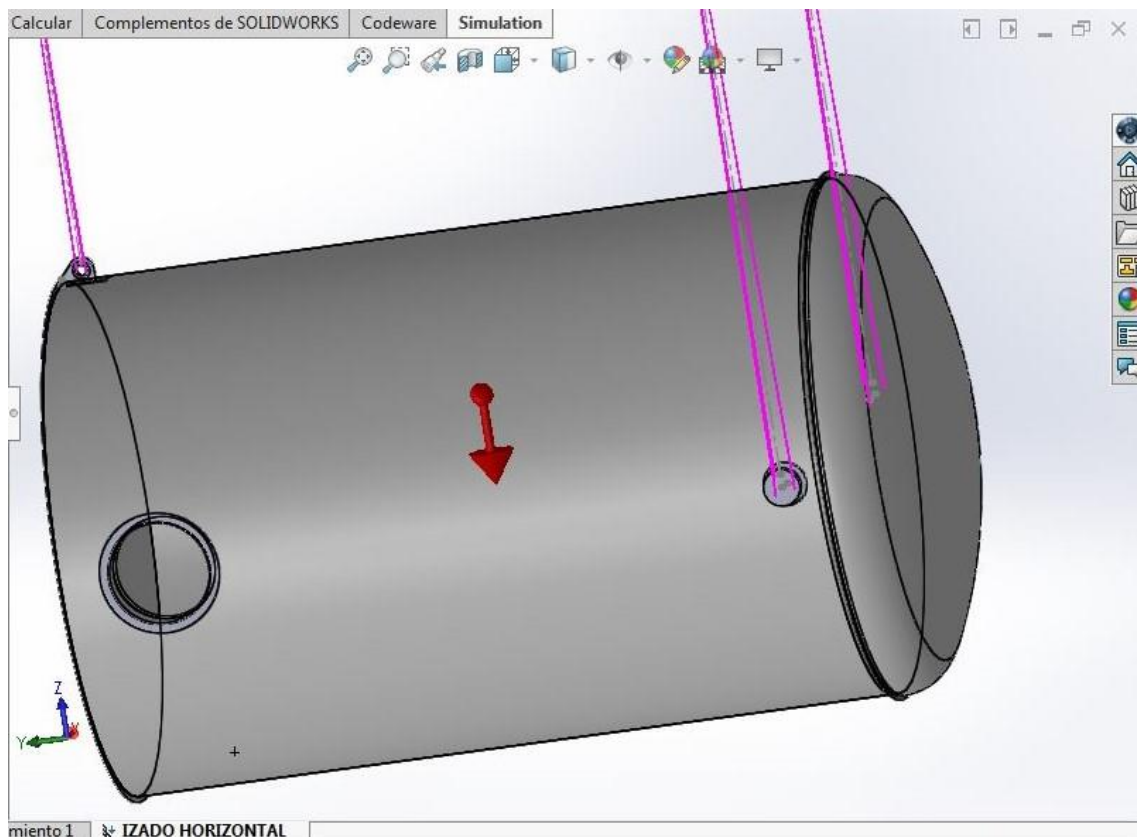 Calcular Complementos de SOLIDWORKS Codeware Simulation
Z
Y
X
miento 1 IZADO HORIZONTAL